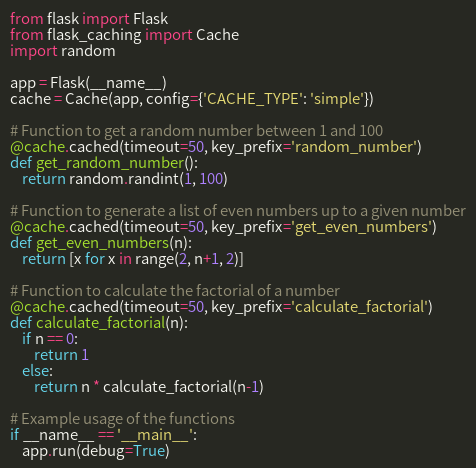 from flask import Flask
from flask_caching import Cache
import random

app = Flask(__name__)
cache = Cache(app, config={'CACHE_TYPE': 'simple'})

# Function to get a random number between 1 and 100
@cache.cached(timeout=50, key_prefix='random_number')
def get_random_number():
    return random.randint(1, 100)

# Function to generate a list of even numbers up to a given number
@cache.cached(timeout=50, key_prefix='get_even_numbers')
def get_even_numbers(n):
    return [x for x in range(2, n+1, 2)]

# Function to calculate the factorial of a number
@cache.cached(timeout=50, key_prefix='calculate_factorial')
def calculate_factorial(n):
    if n == 0:
        return 1
    else:
        return n * calculate_factorial(n-1)

# Example usage of the functions
if __name__ == '__main__':
    app.run(debug=True)